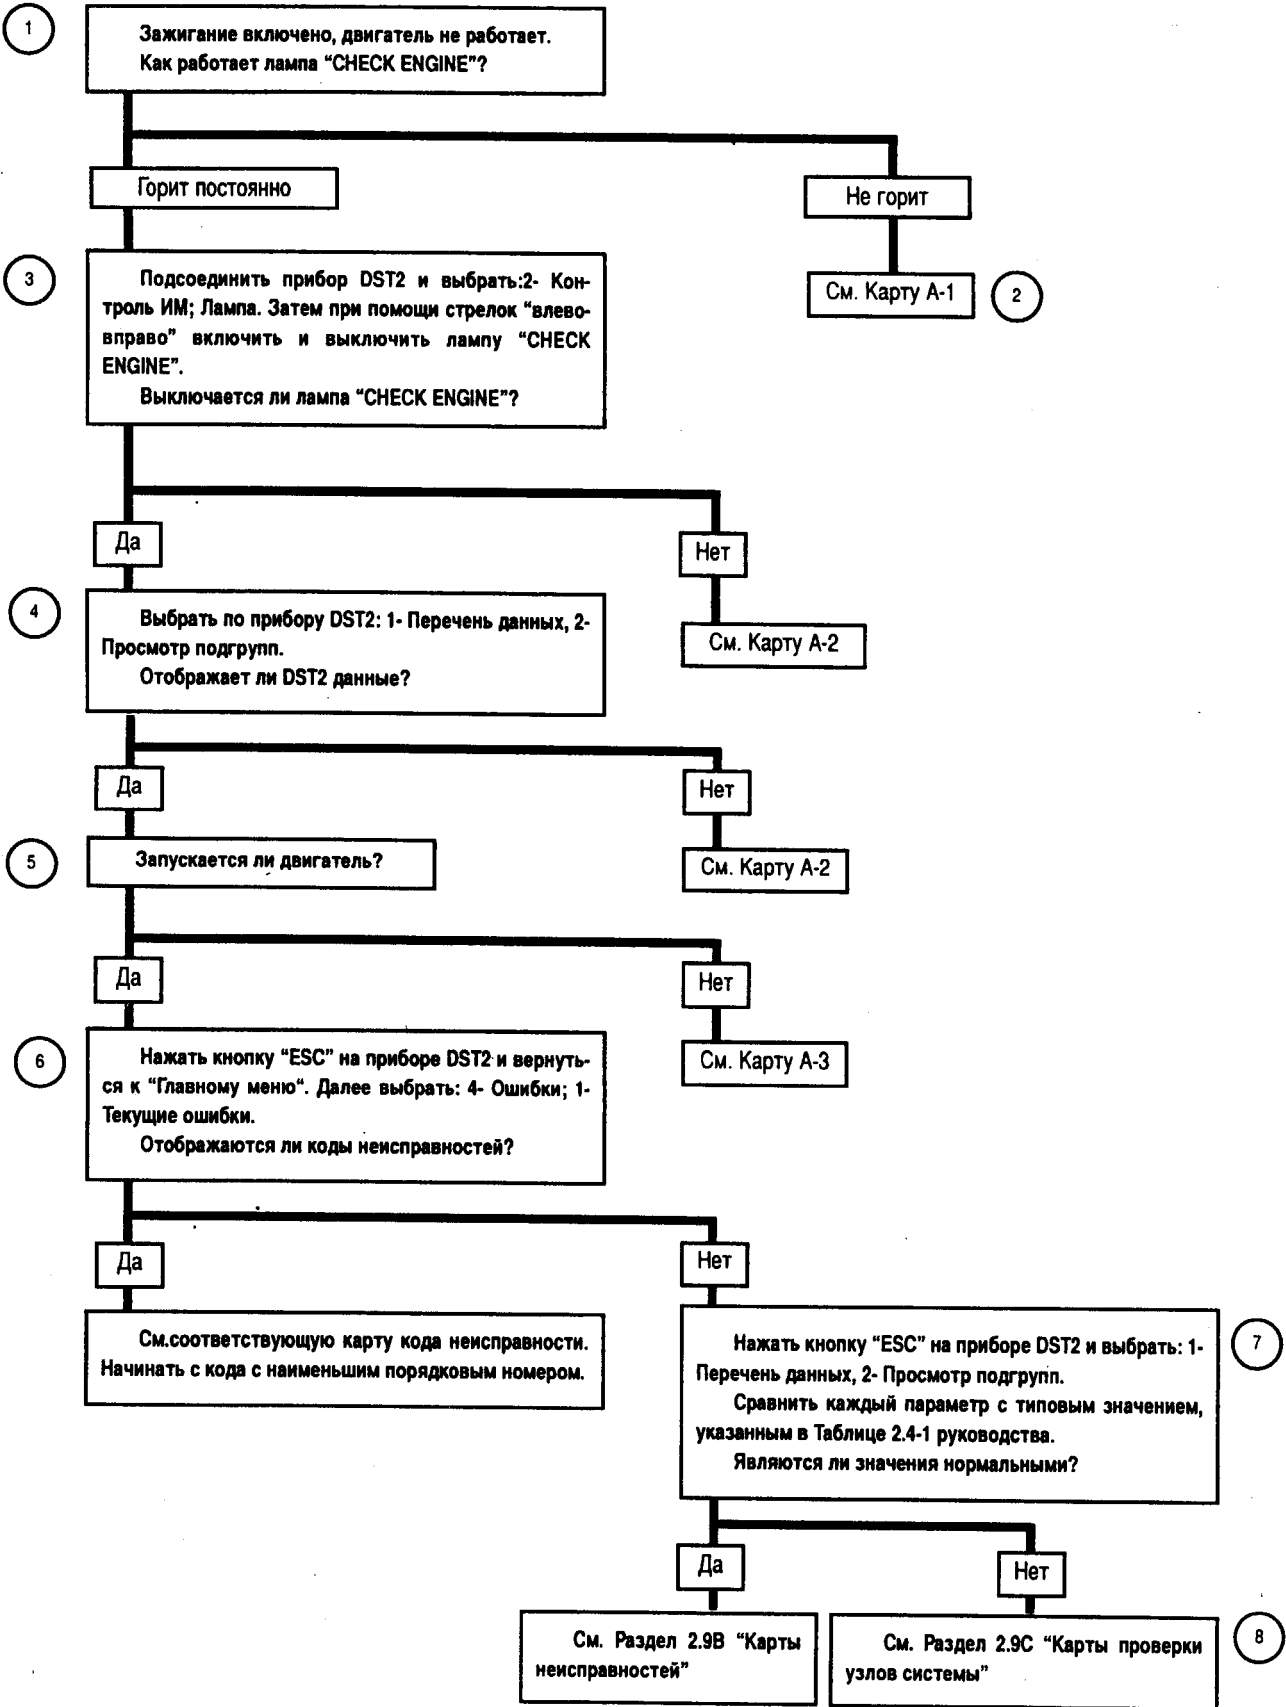 1
Зажигание включено, двигатель не работает.
Как работает лампа “CHECK ENGINE”?
Горит постоянно
Не горит
3
Подсоединить прибор DST2 и выбрать:2- Кон-
троль ИМ; Лампа. Затем при помощи стрелок “влево-
вправо” включить и выключить лампу “CHECK
ENGINE”.
Выключается ли лампа “CHECK ENGINE”?
См. Карту А-1
2
Да
Нет
4
Выбрать по прибору DST2: 1- Перечень данных, 2-
Просмотр подгрупп.
Отображает ли DST2 данные?
См. Карту А-2
Да
Нет
5
Запускается ли двигатель?
См. Карту А-2
Да
Нет
6
Нажать кнопку “ESC” на приборе DST2 и вернуть-
ся к “Главному меню“. Далее выбрать: 4- Ошибки; 1-
Текущие ошибки.
Отображаются ли коды неисправностей?
См. Карту А-3
Да
Нет
См.соответствующую карту кода неисправности.
Начинать с кода с наименьшим порядковым номером.
7
Нажать кнопку “ESC” на приборе DST2 и выбрать: 1-
Перечень данных, 2- Просмотр подгрупп.
Сравнить каждый параметр с типовым значением,
указанным в Таблице 2.4-1 руководства.
Являются ли значения нормальными?
Да
Нет
См. Раздел 2.9В “Карты
неисправностей”
См. Раздел 2.9С “Карты проверки
узлов системы”
8